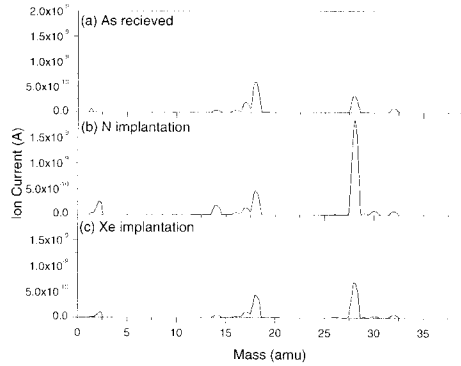 2.0x10
(a) As recieved
1.5x10
1.0x10
5.0x10
0.0
(b) N implantation
1.5x10
1.0x10
5.0x10
0.0
(c) Xe implantation
1.5x10
1.0x10
5.0x10
0.0
0 5 10 15 20 25 30 35
Mass (amu)
Ion Current (A)